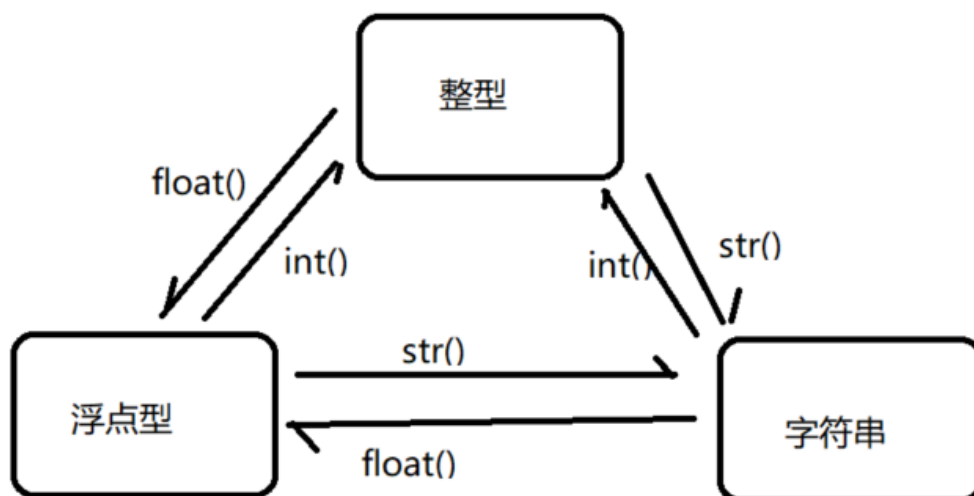 整型
float()
int()
int()
str()
str()
浮点型
字符串
float()